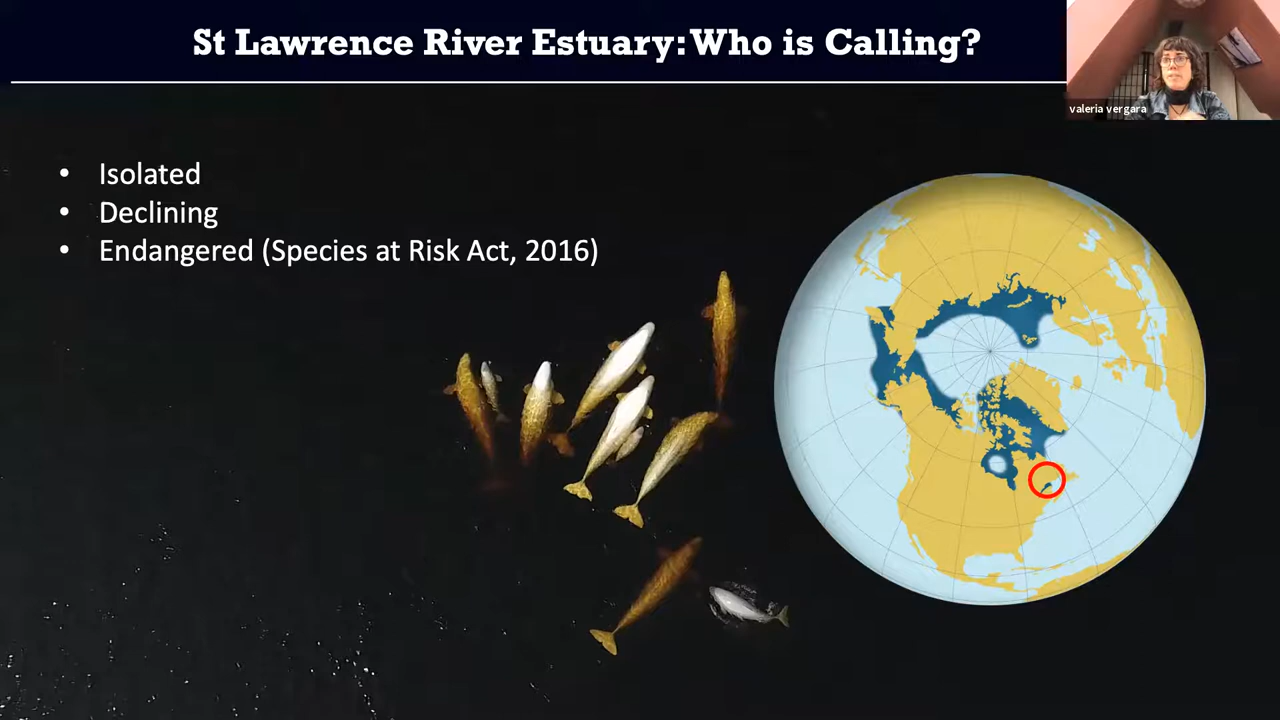 St Lawrence River Estuary: Who is Calling?
valeria vergara
• Isolated
• Declining
• Endangered (Species at Risk Act, 2016)